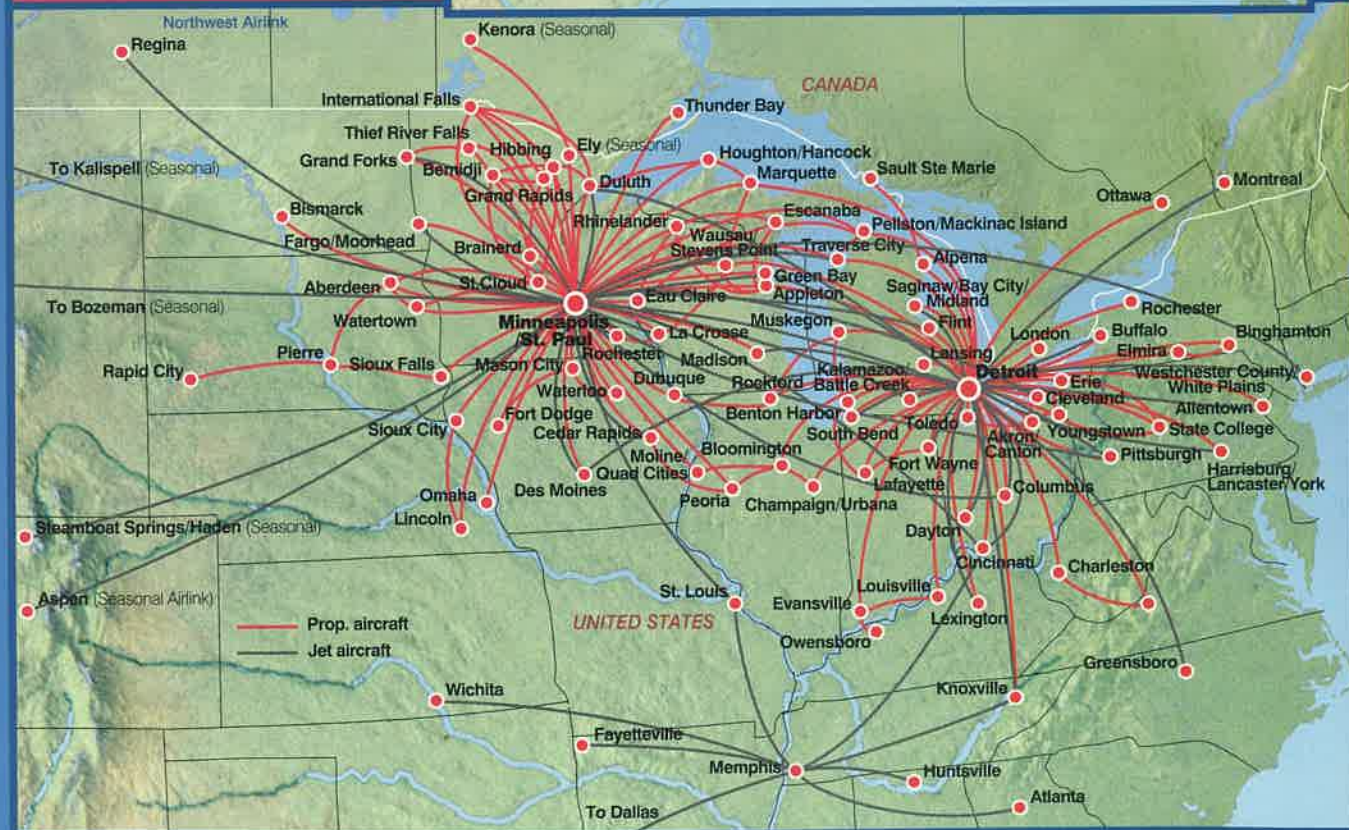 Northwest Airlink
Regina
Kenora (Seasonal)
CANADA
International Falls
Thunder Bay
Thief River Falls
Hibbing
Ely (Seasonal)
Grand Forks
Bemidji
Houghton/Hancock
To Kalispell (Seasonal)
Grand Rapids
Duluth
Marquette
Sault Ste Marie
Montreal
Ottawa
Bismarck
Rhinelander
Escanaba
Pellston/Mackinac Island
Fargo/Moorhead
Brainerd
Wausau/
Stevens Point
Traverse City
Alpena
Aberdeen
St.Cloud
Green Bay
Appleton
Saginaw/Bay City/
Midland
To Bozeman (Seasonal)
Eau Claire
Rochester
Watertown
Minneapolis
St. Paul
La Crosse
Muskegon
Flint
London
Buffalo
Binghamton
Elmira
Pierre
Sioux Falls
Mason City
Rochester
Madison
Lansing
Detroit
Rapid City
Waterloo
Dubuque
Rockford
Kalamazoo/
Battle Creek
Erie
Cleveland
Westchester County/
White Plains
Allentown
Sioux City
Fort Dodge
Cedar Rapids
Benton Harbor
South Bend
Toledo
Akron/
Canton
Youngstown
State College
Moline/
Quad Cities
Bloomington
Fort Wayne
Pittsburgh
Harrisburg/
Lancaster/York
Des Moines
Peoria
Champaign/Urbana
Lafayette
Columbus
Omaha
Lincoln
Dayton
Steamboat Springs/Haden (Seasonal)
Cincinnati
Charleston
Aspen (Seasonal Airlink)
St. Louis
Evansville
Louisville
Lexington
Owensboro
UNITED STATES
Prop. aircraft
Jet aircraft
Greensboro
Wichita
Knoxville
Fayetteville
Memphis
Huntsville
Atlanta
To Dallas